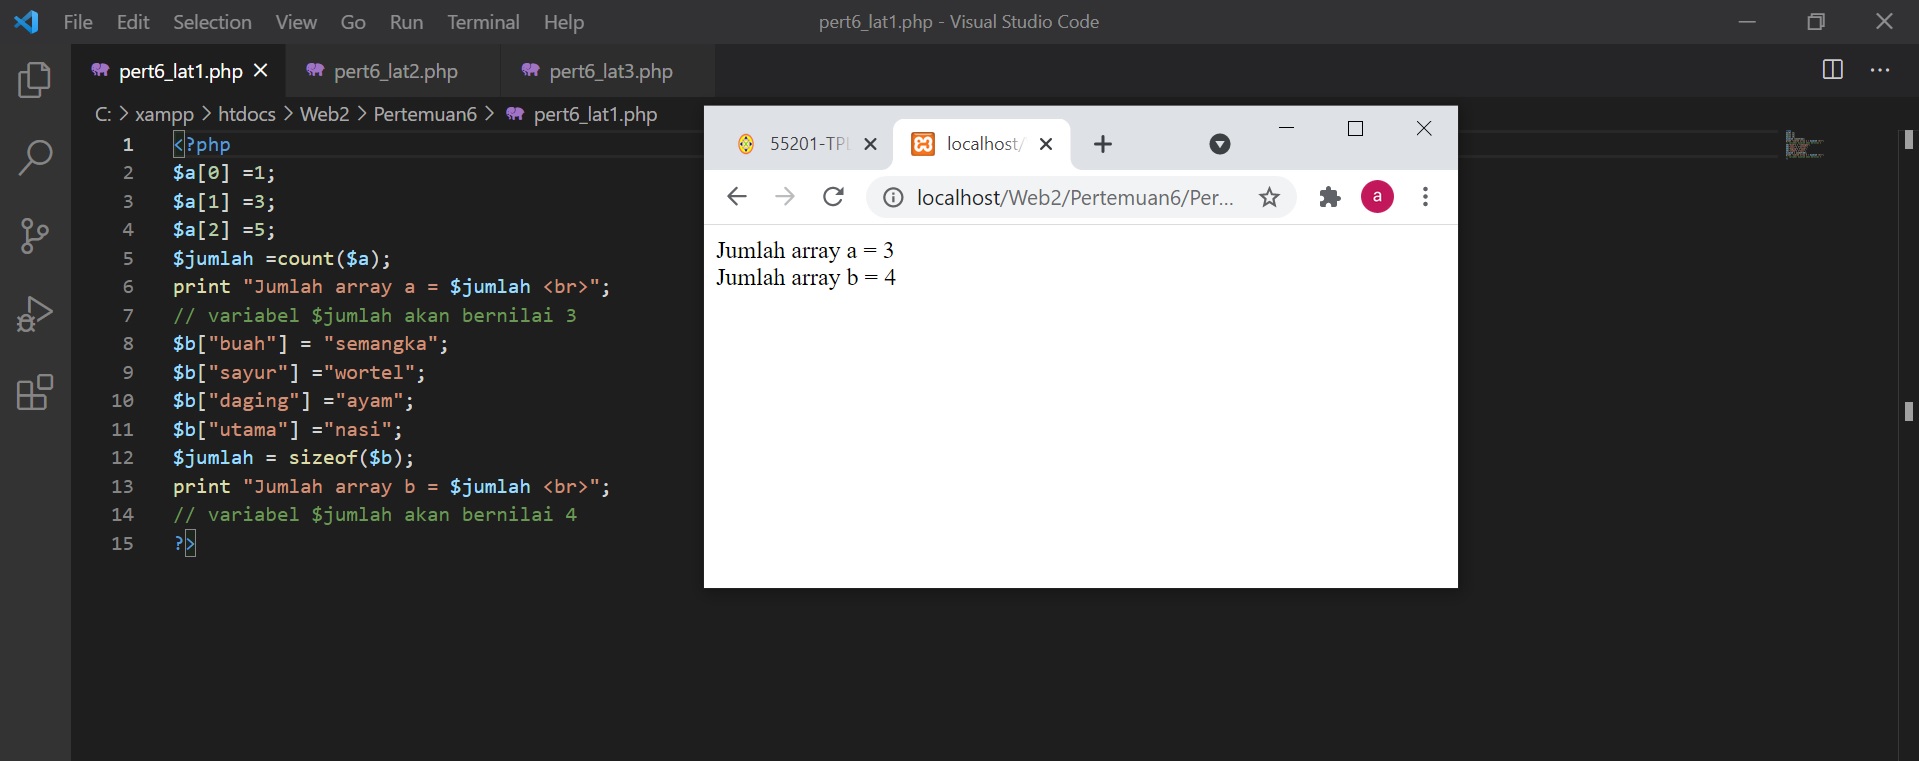 File Edit Selection View Go Run Terminal Help pert6_lat1.php - Visual Studio Code
pert6_lat1.php pert6_lat2.php pert6_lat3.php
C: > xampp > htdocs > Web2 > Pertemuan6 > pert6_lat1.php
1 <?php
2 $a[0] =1;
3 $a[1] =3;
4 $a[2] =5;
5 $jumlah =count($a);
6 print "Jumlah array a = $jumlah <br>";
7 // variabel $jumlah akan bernilai 3
8 $b["buah"] = "semangka";
9 $b["sayur"] ="wortel";
10 $b["daging"] ="ayam";
11 $b["utama"] ="nasi";
12 $jumlah = sizeof($b);
13 print "Jumlah array b = $jumlah <br>";
14 // variabel $jumlah akan bernilai 4
15 ?>
55201-TPL localhost/
localhost/Web2/Pertemuan6/Per... a
Jumlah array a = 3
Jumlah array b = 4